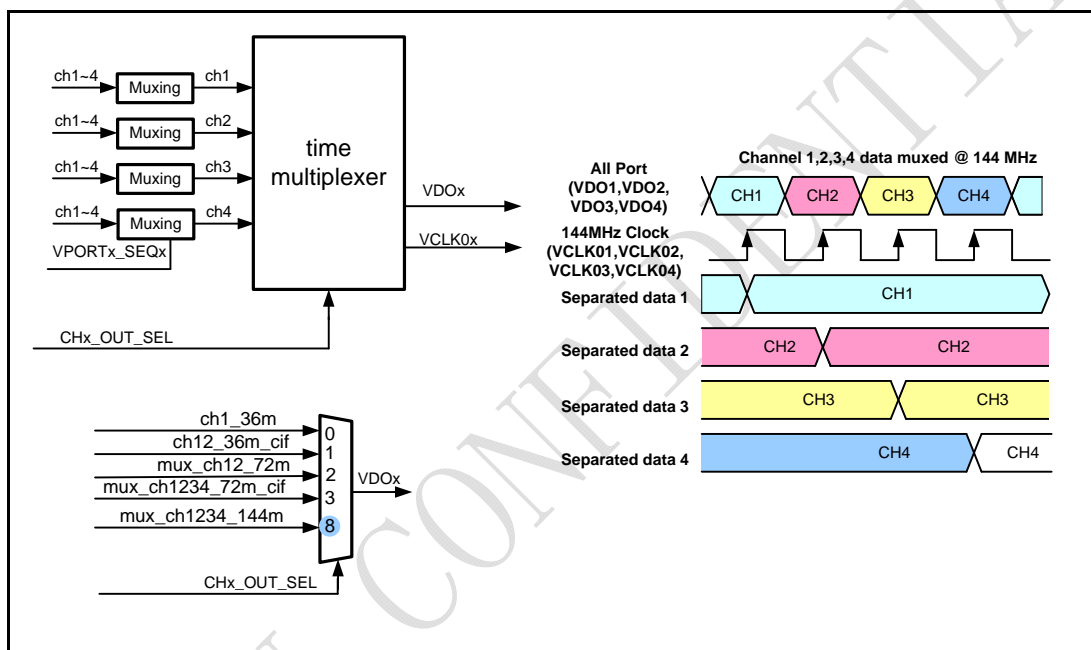 ch1~4 Muxing ch1
ch1~4 Muxing ch2
ch1~4 Muxing ch3
ch1~4 Muxing ch4
VPORTx_SEQx
time
multiplexer
VDOx
VCLK0x
CHx_OUT_SEL
ch1_36m 0
ch12_36m_cif 1
mux_ch12_72m 2
mux_ch1234_72m_cif 3
mux_ch1234_144m 8
VDOx
CHx_OUT_SEL
Channel 1,2,3,4 data muxed @ 144 MHz
All Port
(VDO1,VDO2,
VDO3,VDO4)
CH1 CH2 CH3 CH4
144MHz Clock
(VCLK01,VCLK02,
VCLK03,VCLK04)
Separated data 1 CH1
Separated data 2 CH2 CH2
Separated data 3 CH3 CH3
Separated data 4 CH4 CH4
CONFIDENTIA